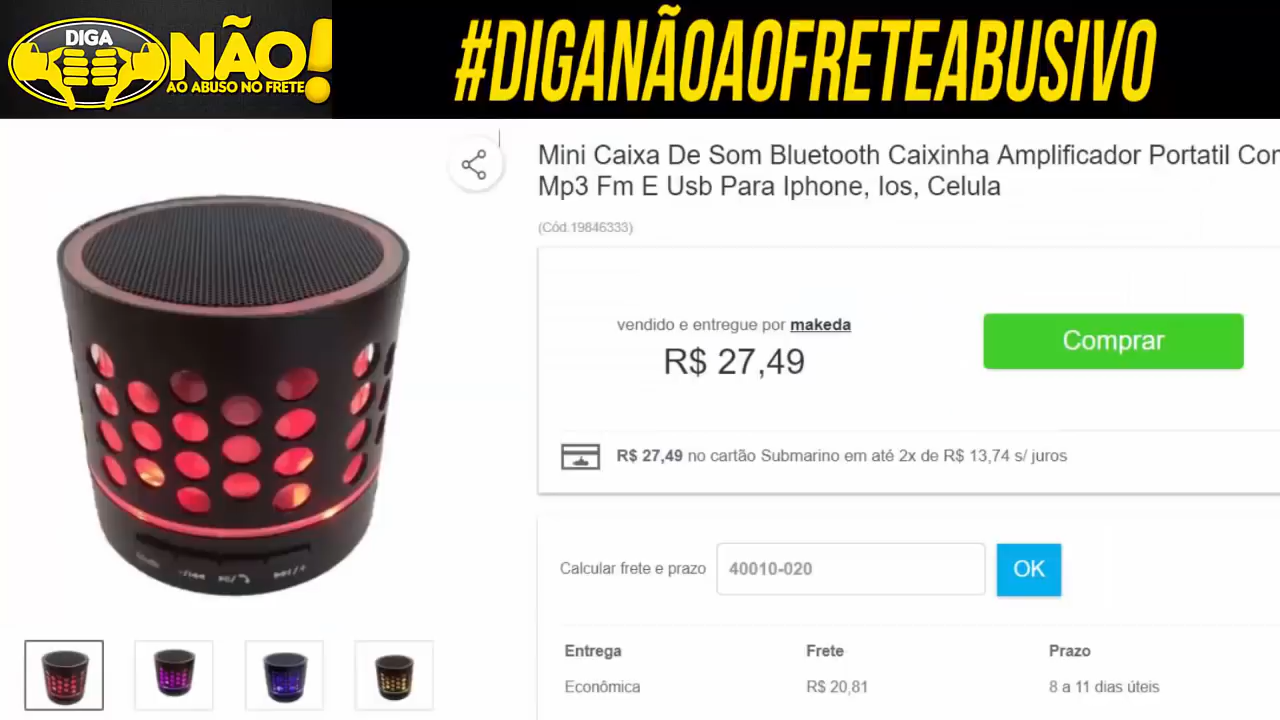 DIGA
NÃO!
AO ABUSO NO FRETE
#DIGANÃOAOFRETEABUSIVO
Mini Caixa De Som Bluetooth Caixinha Amplificador Portatil Con
Mp3 Fm E Usb Para Iphone, Ios, Celula
(Cód.19846333)
vendido e entregue por makeda
R$ 27,49
Comprar
R$ 27,49 no cartão Submarino em até 2x de R$ 13,74 s/ juros
Calcular frete e prazo 40010-020 OK
Entrega Frete Prazo
Econômica R$ 20,81 8 a 11 dias úteis